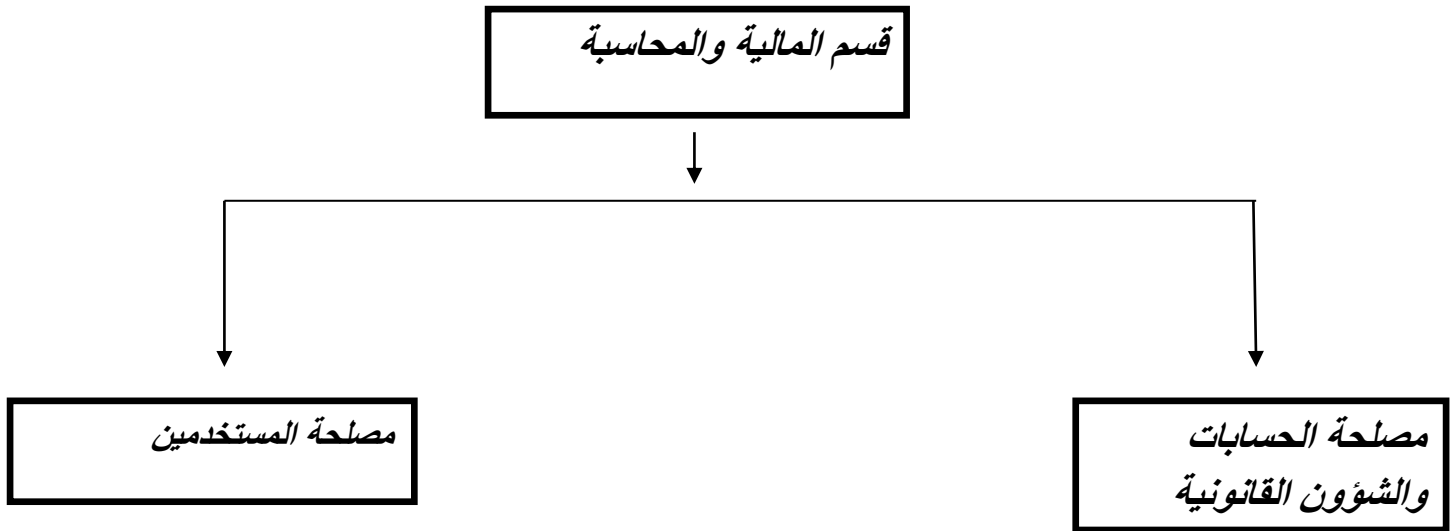 قسم المالية والمحاسبة
مصلحة الحسابات
والشؤون القانونية
مصلحة المستخدمين